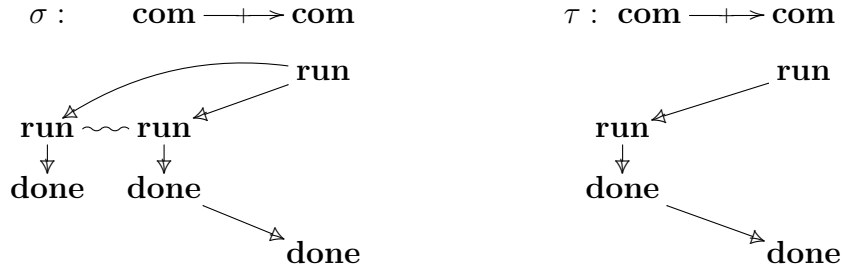 σ : com com τ : com com
run run
run run run
done done done
done done